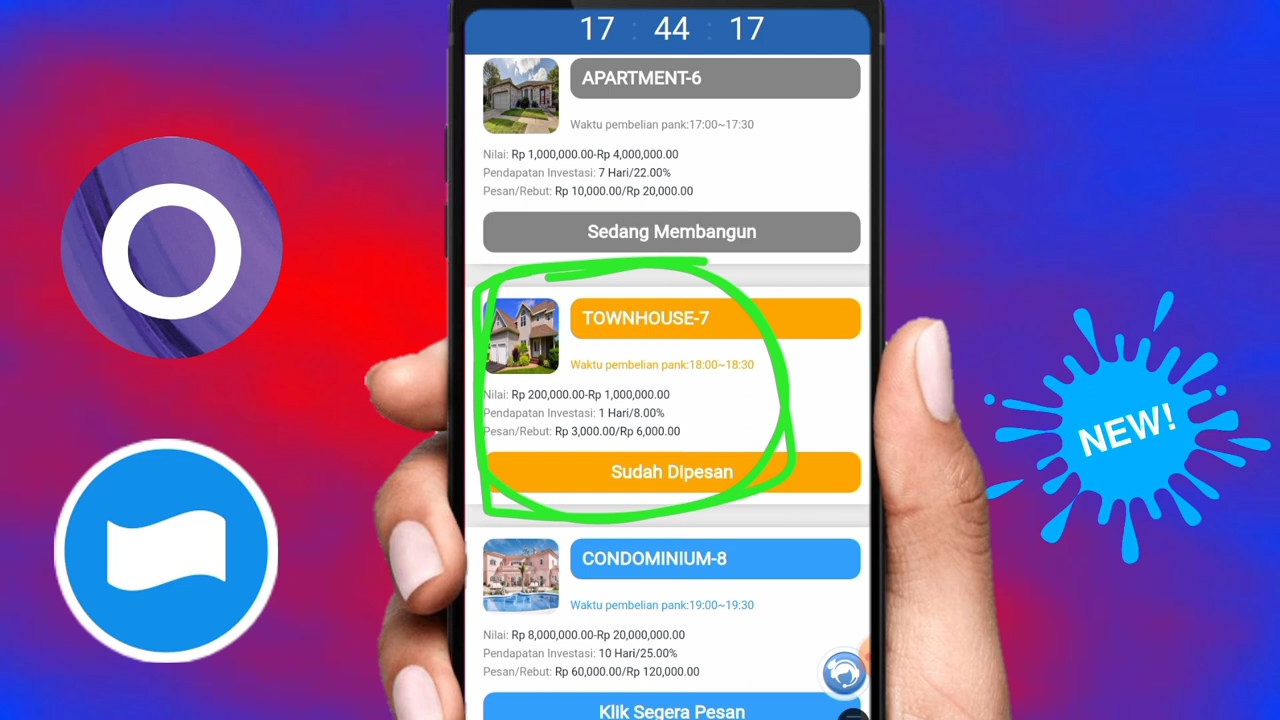 17 : 44 : 17
APARTMENT-6
Waktu pembelian pank:17:00~17:30
Nilai: Rp 1,000,000.00-Rp 4,000,000.00
Pendapatan Investasi: 7 Hari/22.00%
Pesan/Rebut: Rp 10,000.00/Rp 20,000.00
Sedang Membangun
TOWNHOUSE-7
Waktu pembelian pank:18:00~18:30
Nilai: Rp 200,000.00-Rp 1,000,000.00
Pendapatan Investasi: 1 Hari/8.00%
Pesan/Rebut: Rp 3,000.00/Rp 6,000.00
Sudah Dipesan
NEW!
CONDOMINIUM-8
Waktu pembelian pank:19:00~19:30
Nilai: Rp 8,000,000.00-Rp 20,000,000.00
Pendapatan Investasi: 10 Hari/25.00%
Pesan/Rebut: Rp 60,000.00/Rp 120,000.00
Klik Segera Pesan